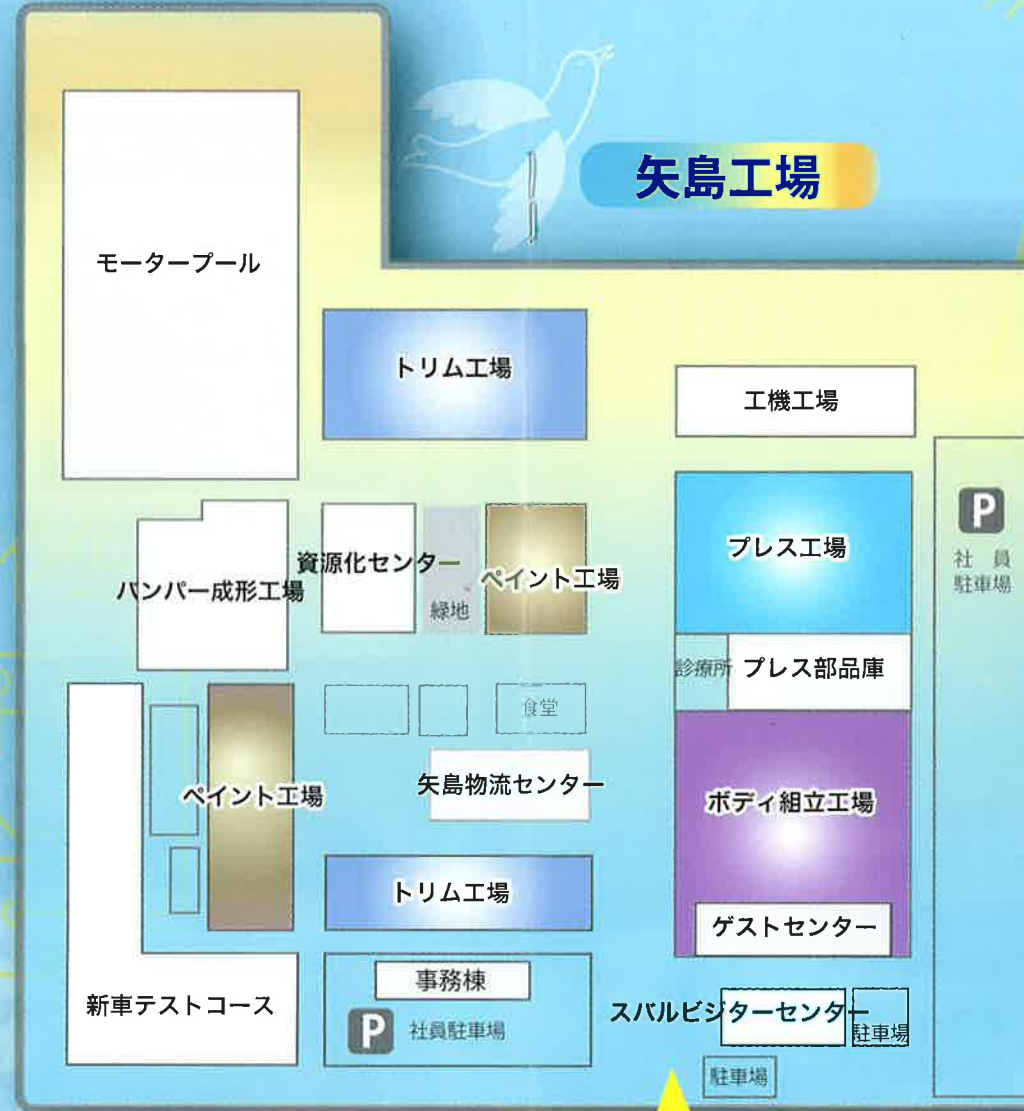 矢島工場
モータープール
トリム工場
工機工場
プレス工場
P
社員
駐車場
資源化センター
ペイント工場
バンパー成形工場
緑地
診療所
プレス部品庫
食堂
矢島物流センター
ペイント工場
ボディ組立工場
トリム工場
ゲストセンター
事務棟
新車テストコース
P
社員駐車場
スバルビジターセンター
駐車場
駐車場